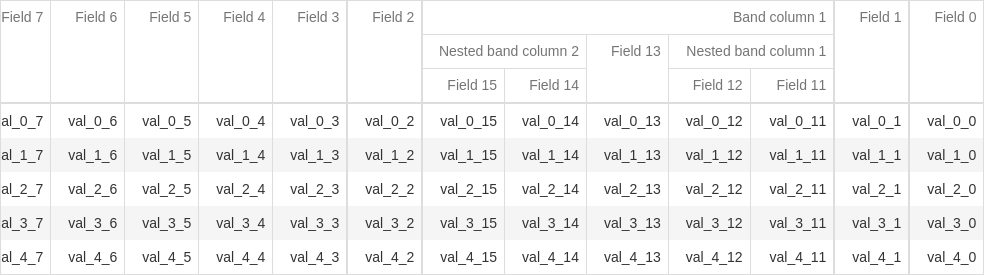 Field 7 Field 6 Field 5 Field 4 Field 3 Field 2 Band column 1 Field 1 Field 0
Nested band column 2 Field 13 Nested band column 1
Field 15 Field 14 Field 12 Field 11
al_0_7 val_0_6 val_0_5 val_0_4 val_0_3 val_0_2 val_0_15 val_0_14 val_0_13 val_0_12 val_0_11 val_0_1 val_0_0
al_1_7 val_1_6 val_1_5 val_1_4 val_1_3 val_1_2 val_1_15 val_1_14 val_1_13 val_1_12 val_1_11 val_1_1 val_1_0
al_2_7 val_2_6 val_2_5 val_2_4 val_2_3 val_2_2 val_2_15 val_2_14 val_2_13 val_2_12 val_2_11 val_2_1 val_2_0
al_3_7 val_3_6 val_3_5 val_3_4 val_3_3 val_3_2 val_3_15 val_3_14 val_3_13 val_3_12 val_3_11 val_3_1 val_3_0
al_4_7 val_4_6 val_4_5 val_4_4 val_4_3 val_4_2 val_4_15 val_4_14 val_4_13 val_4_12 val_4_11 val_4_1 val_4_0